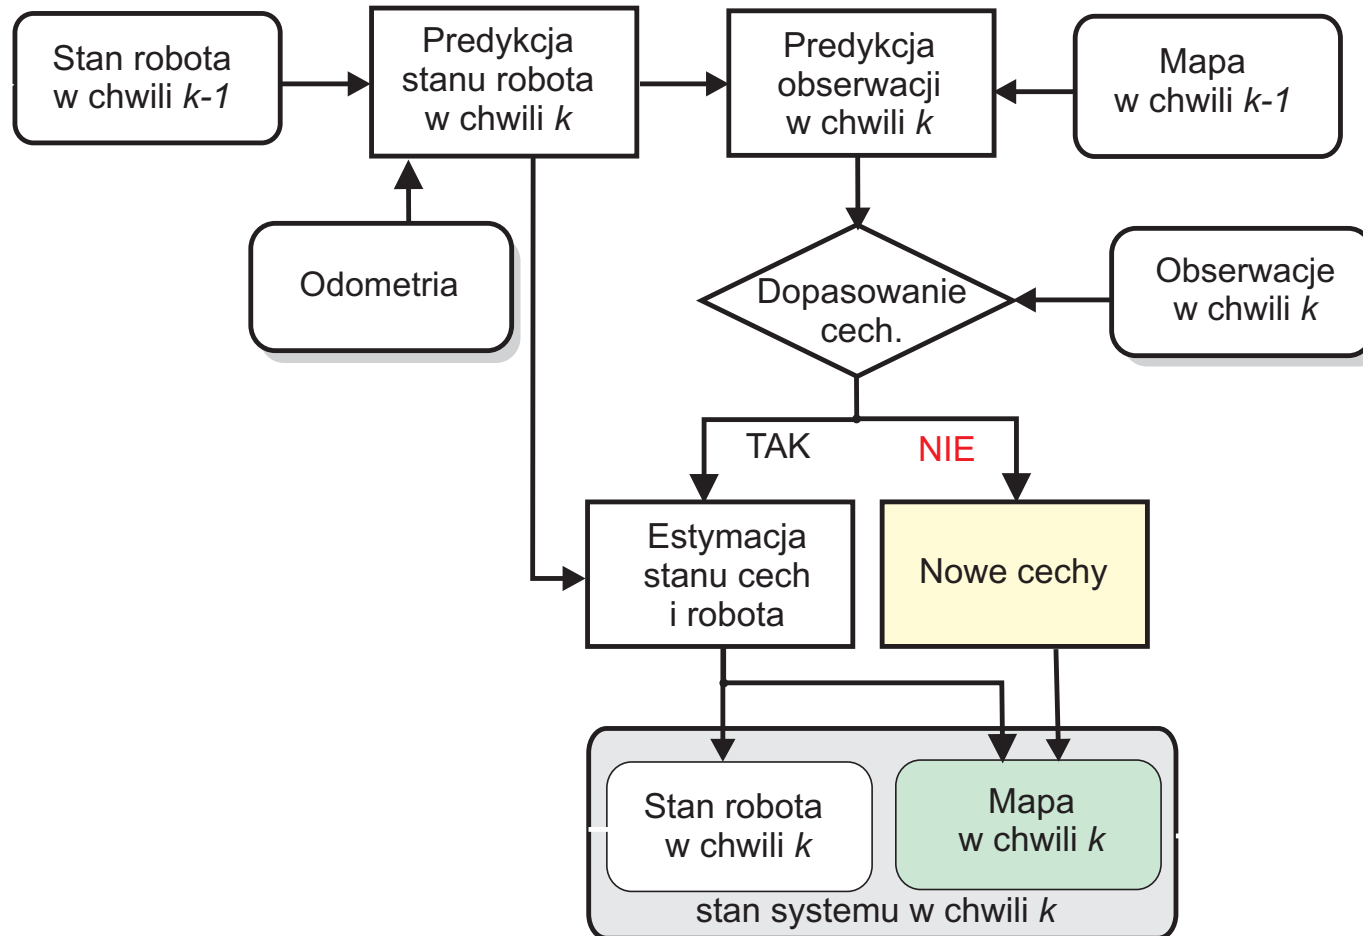 Stan robota
w chwili k-1
Predykcja
stanu robota
w chwili k
Predykcja
obserwacji
w chwili k
Mapa
w chwili k-1
Odometria
Dopasowanie
cech.
Obserwacje
w chwili k
TAK
NIE
Estymacja
stanu cech
i robota
Nowe cechy
Stan robota
w chwili k
Mapa
w chwili k
stan systemu w chwili k